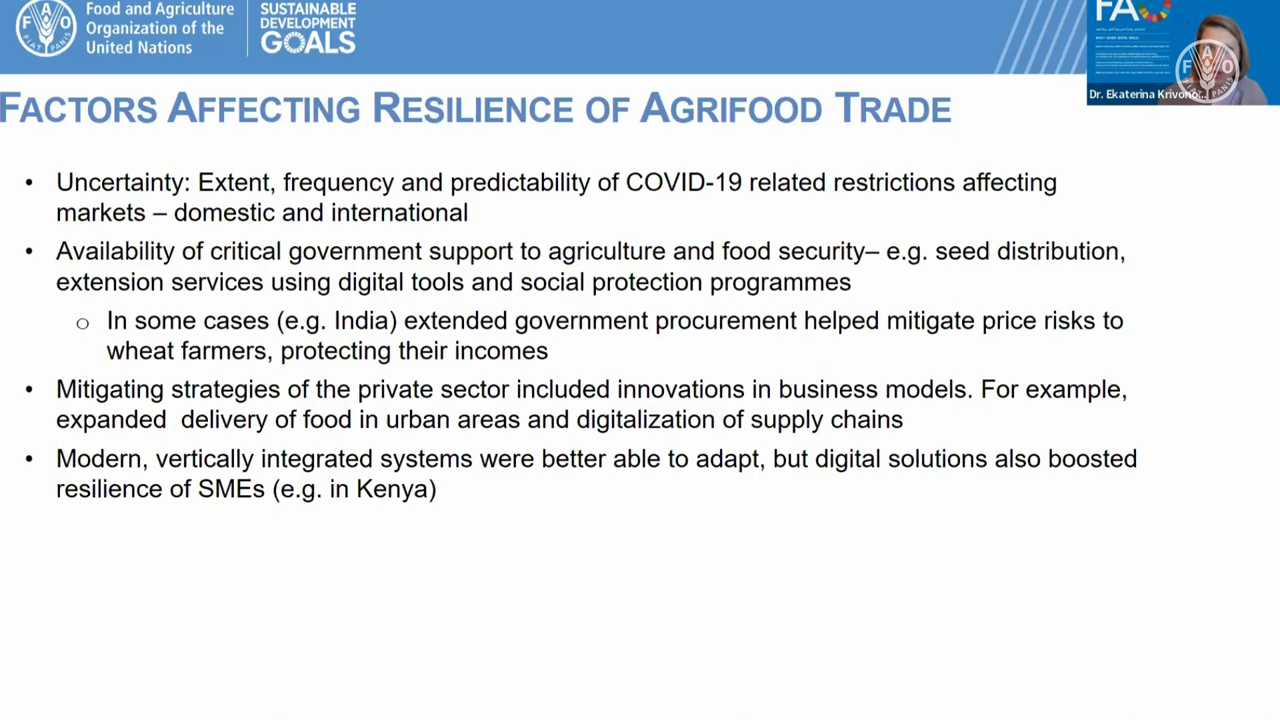 Food and Agriculture
Organization of the
United Nations
SUSTAINABLE
DEVELOPMENT
GOALS
F A O
FIAT PANIS
FAO
Dr. Ekaterina Krivono...
F A O
FIAT PANIS
FACTORS AFFECTING RESILIENCE OF AGRIFOOD TRADE
• Uncertainty: Extent, frequency and predictability of COVID-19 related restrictions affecting
markets – domestic and international
• Availability of critical government support to agriculture and food security– e.g. seed distribution,
extension services using digital tools and social protection programmes
o In some cases (e.g. India) extended government procurement helped mitigate price risks to
wheat farmers, protecting their incomes
• Mitigating strategies of the private sector included innovations in business models. For example,
expanded  delivery of food in urban areas and digitalization of supply chains
• Modern, vertically integrated systems were better able to adapt, but digital solutions also boosted
resilience of SMEs (e.g. in Kenya)